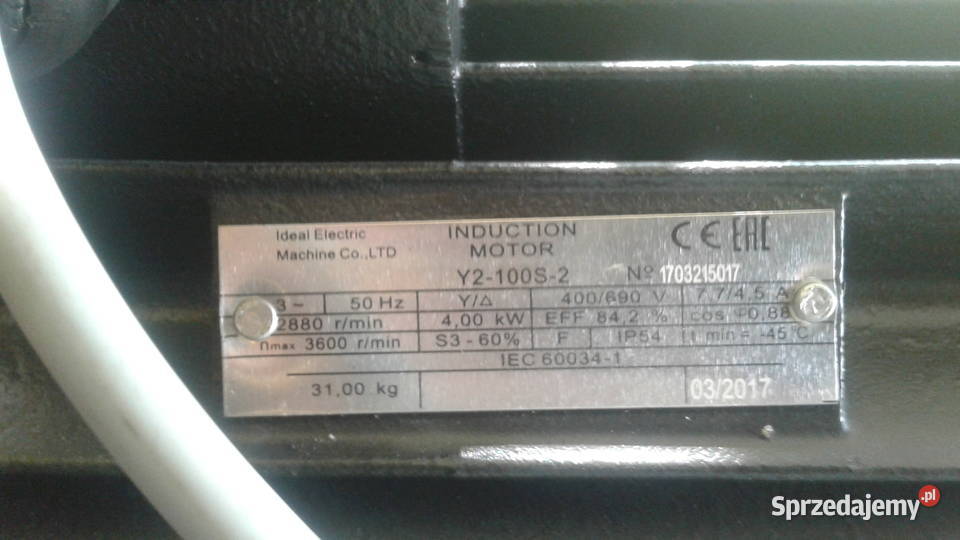 Ideal Electric
Machine Co.,LTD
INDUCTION
MOTOR
CE EAC
Y2-100S-2 № 1703215017
3~ 50 Hz Y/Δ 400/690 V 7,7/4,5 A
2880 r/min 4,00 kW EFF 84,2 % cos φ0,88
nmax 3600 r/min S3-60% F IP54 t min = -45°C
IEC 60034-1
31,00 kg 03/2017
Sprzedajemy.pl